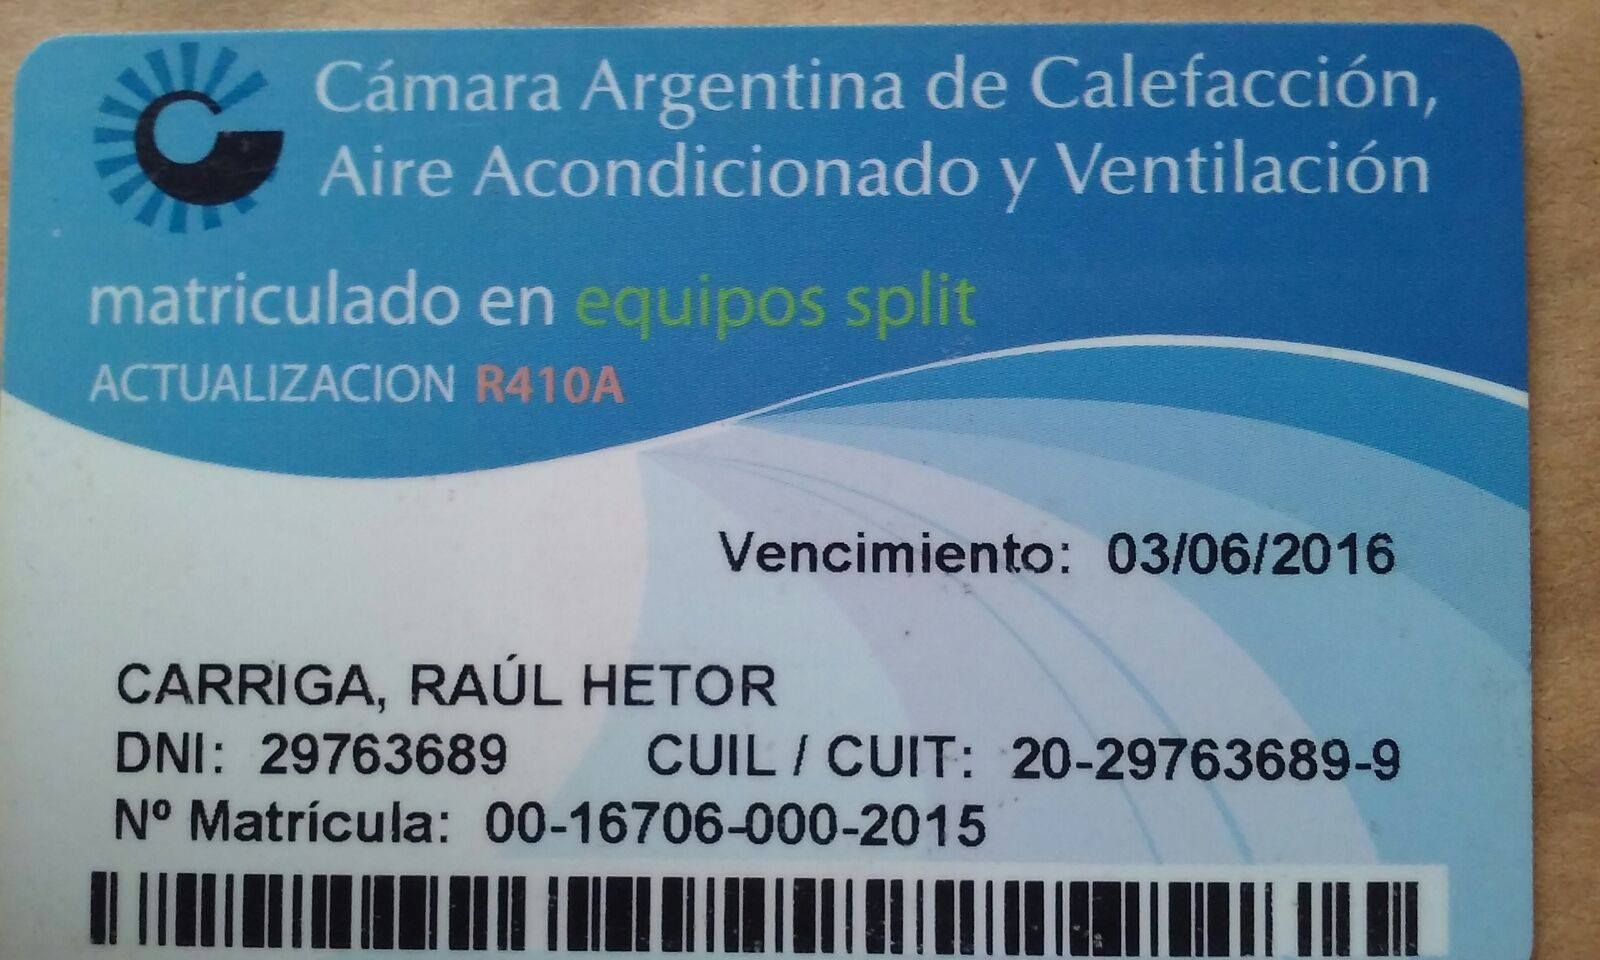 Cámara Argentina de Calefacción,
Aire Acondicionado y Ventilación
matriculado en equipos split
ACTUALIZACION R410A
Vencimiento: 03/06/2016
CARRIGA, RAÚL HETOR
DNI: 29763689 CUIL / CUIT: 20-29763689-9
Nº Matrícula: 00-16706-000-2015